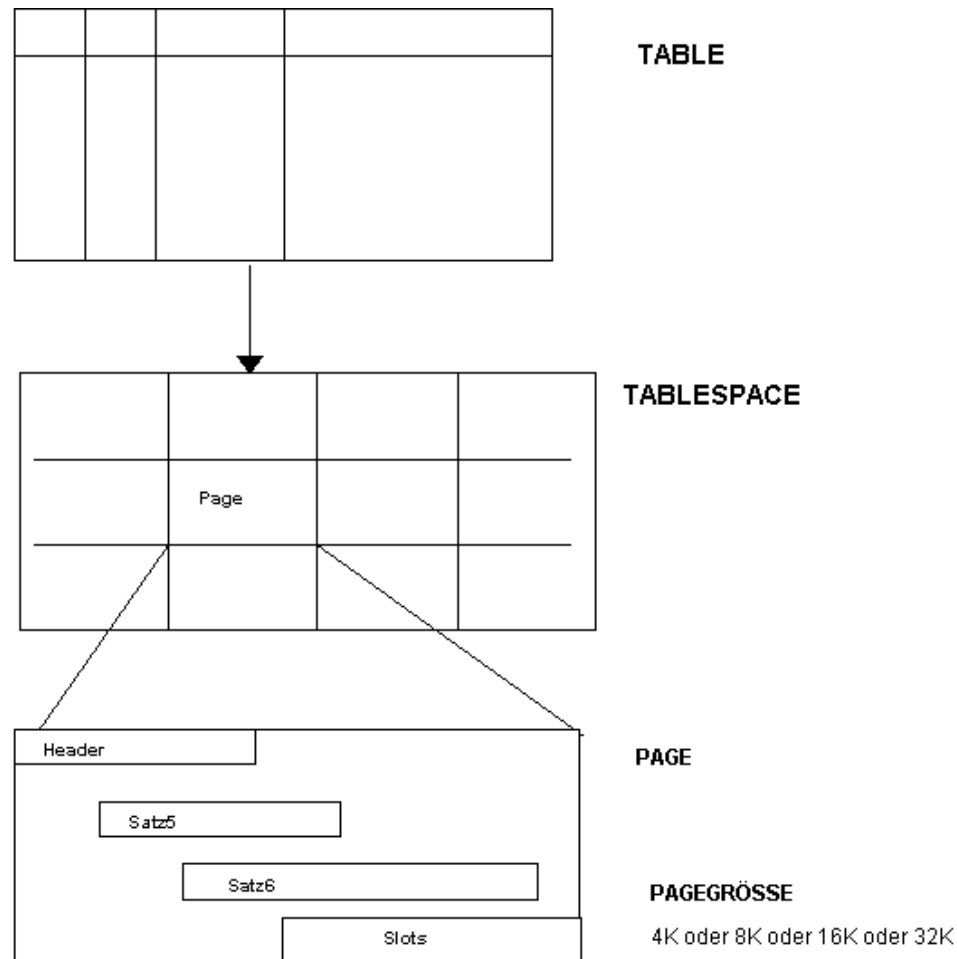 TABLE
TABLESPACE
Page
Header
PAGE
Satz5
Satz6
PAGEGRÖSSE
Slots
4K oder 8K oder 16K oder 32K